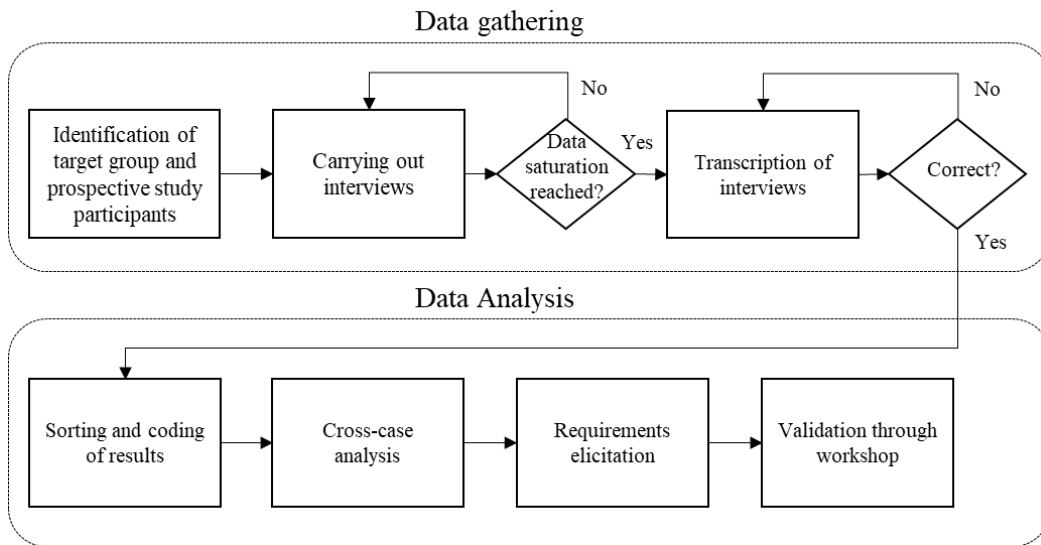 Data gathering
No
No
Identification of
target group and
prospective study
participants
Carrying out
interviews
Data
saturation
reached?
Yes
Transcription of
interviews
Correct?
Yes
Data Analysis
Sorting and coding
of results
Cross-case
analysis
Requirements
elicitation
Validation through
workshop